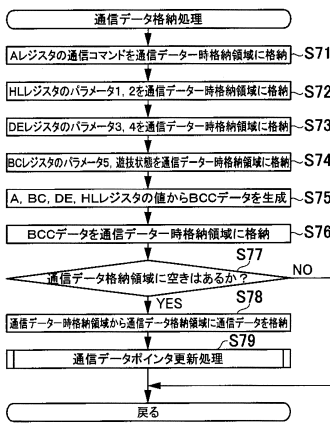 通信データ格納処理
Aレジスタの通信コマンドを通信データ一時格納領域に格納
S71
HLレジスタのパラメータ1, 2を通信データ一時格納領域に格納
S72
DEレジスタのパラメータ3, 4を通信データ一時格納領域に格納
S73
BCレジスタのパラメータ5, 遊技状態を通信データ一時格納領域に格納
S74
A, BC, DE, HLレジスタの値からBCCデータを生成
S75
BCCデータを通信データ一時格納領域に格納
S76
S77
通信データ格納領域に空きはあるか？
NO
YES
S78
通信データ一時格納領域から通信データ格納領域に通信データを格納
S79
通信データポインタ更新処理
戻る